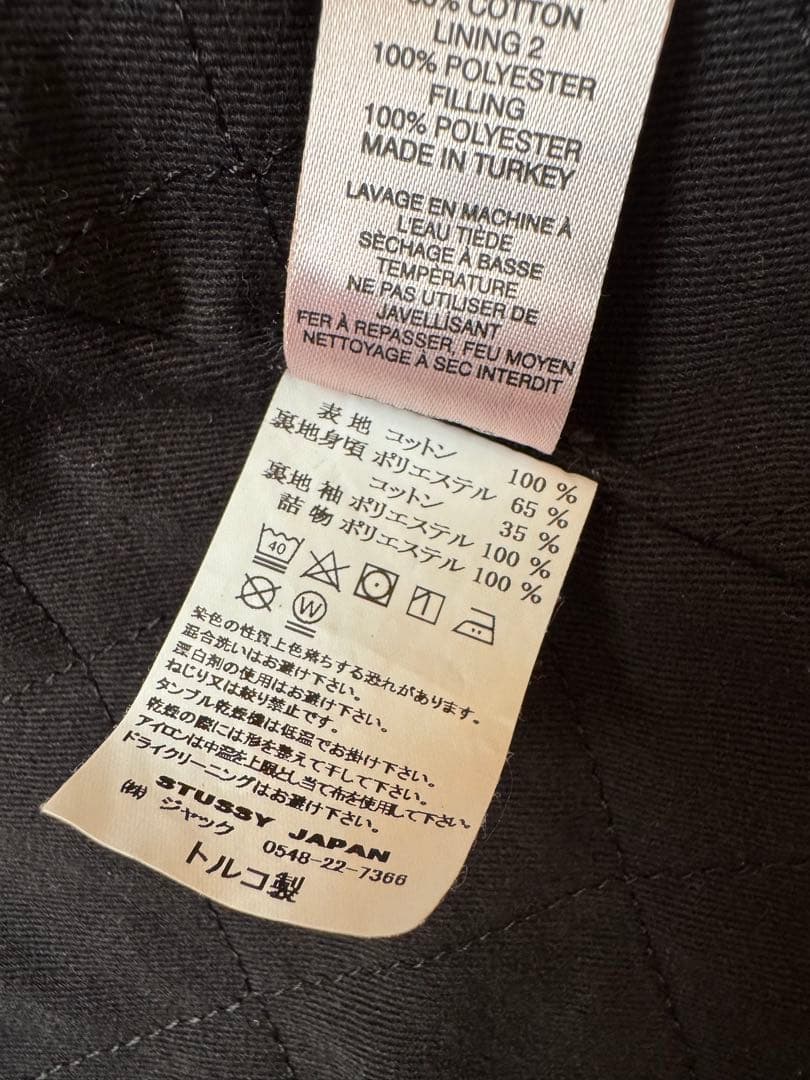 COTTON
LINING 2
100% POLYESTER
FILLING
100% POLYESTER
MADE IN TURKEY
LAVAGE EN MACHINE À
L'EAU TIÈDE
SÈCHAGE À BASSE
TEMPÉRATURE
NE PAS UTILISER DE
JAVELLISANT
FER À REPASSER, FEU MOYEN
NETTOYAGE À SEC INTERDIT
表地 コットン 100 %
裏地身頃 ポリエステル 65 %
コットン 35 %
裏地 袖 ポリエステル 100 %
詰物 ポリエステル 100 %
40
W
染色の性質上色落ちする恐れがあります。
混合洗いはお避け下さい。
漂白剤の使用はお避け下さい。
ねじり又は絞り禁止です。
タンブル乾燥機は低温でお掛け下さい。
乾燥の際には形を整えて干して下さい。
アイロンは中温を上限とし当て布を使用して下さい。
ドライクリーニングはお避け下さい。
STUSSY JAPAN
㈱ジャック 0548-22-7366
トルコ製